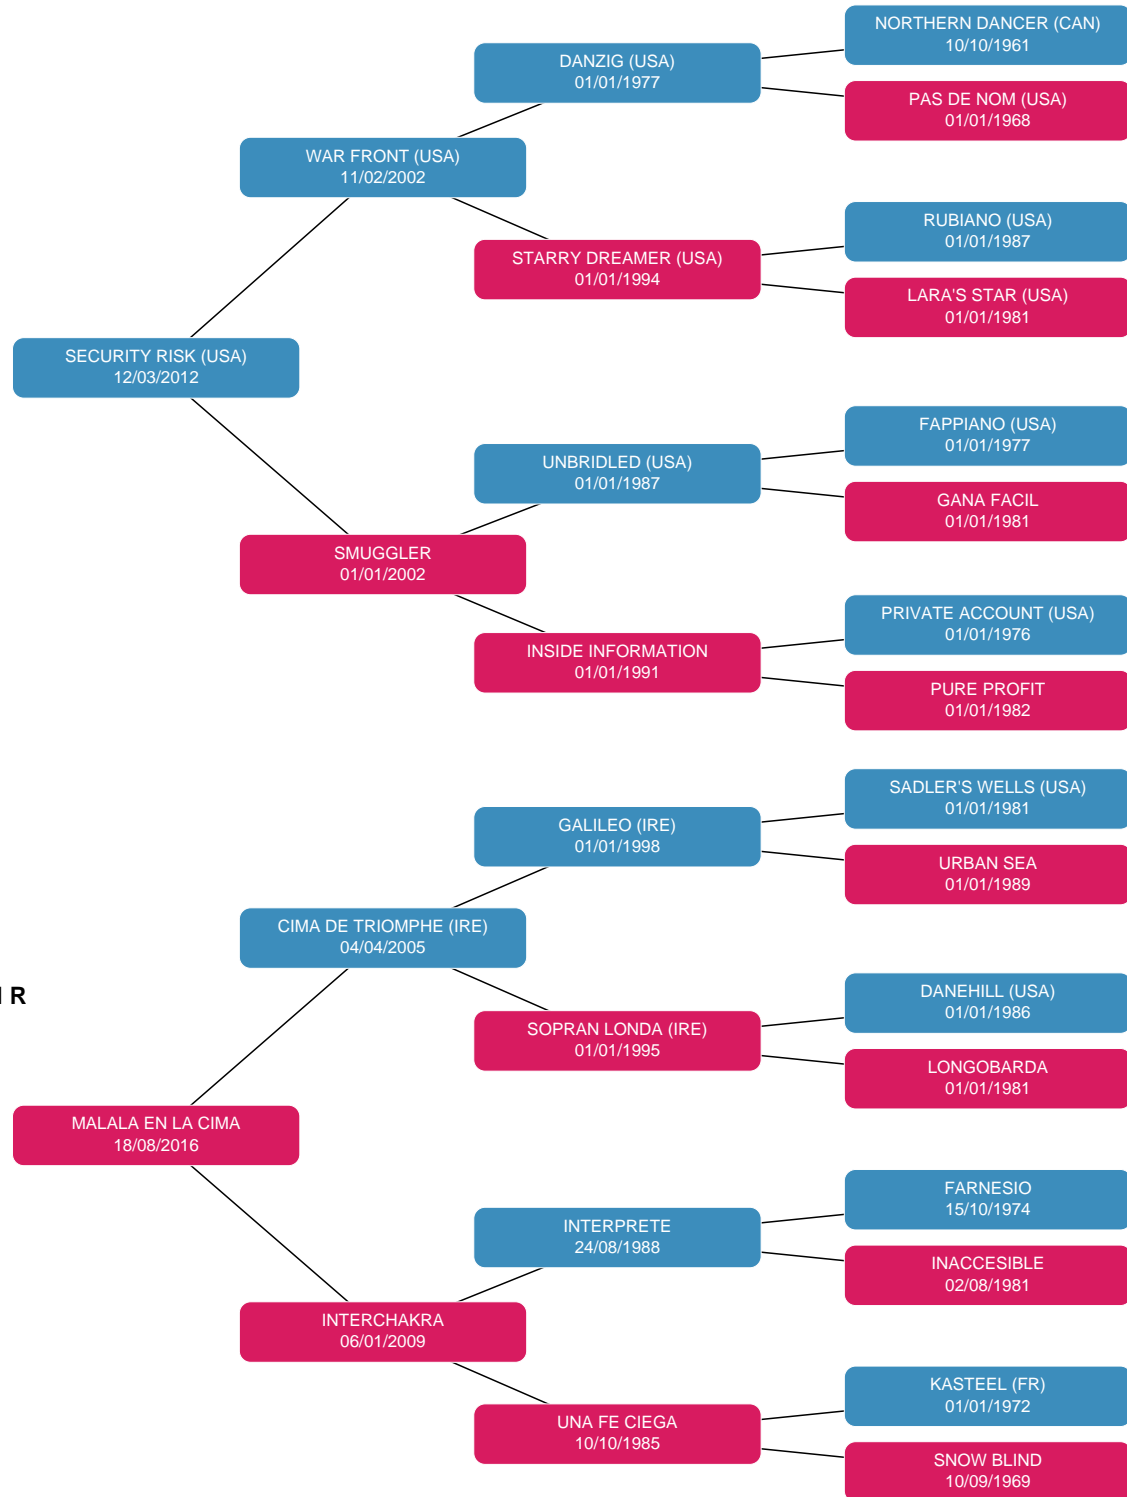 NORTHERN DANCER (CAN)
10/10/1961
DANZIG (USA)
01/01/1977
PAS DE NOM (USA)
01/01/1968
WAR FRONT (USA)
11/02/2002
RUBIANO (USA)
01/01/1987
STARRY DREAMER (USA)
01/01/1994
LARA'S STAR (USA)
01/01/1981
SECURITY RISK (USA)
12/03/2012
FAPPIANO (USA)
01/01/1977
UNBRIDLED (USA)
01/01/1987
GANA FACIL
01/01/1981
SMUGGLER
01/01/2002
PRIVATE ACCOUNT (USA)
01/01/1976
INSIDE INFORMATION
01/01/1991
PURE PROFIT
01/01/1982
SADLER'S WELLS (USA)
01/01/1981
GALILEO (IRE)
01/01/1998
URBAN SEA
01/01/1989
CIMA DE TRIOMPHE (IRE)
04/04/2005
DANEHILL (USA)
01/01/1986
R
SOPRAN LONDA (IRE)
01/01/1995
LONGOBARDA
01/01/1981
MALALA EN LA CIMA
18/08/2016
FARNESIO
15/10/1974
INTERPRETE
24/08/1988
INACCESIBLE
02/08/1981
INTERCHAKRA
06/01/2009
KASTEEL (FR)
01/01/1972
UNA FE CIEGA
10/10/1985
SNOW BLIND
10/09/1969